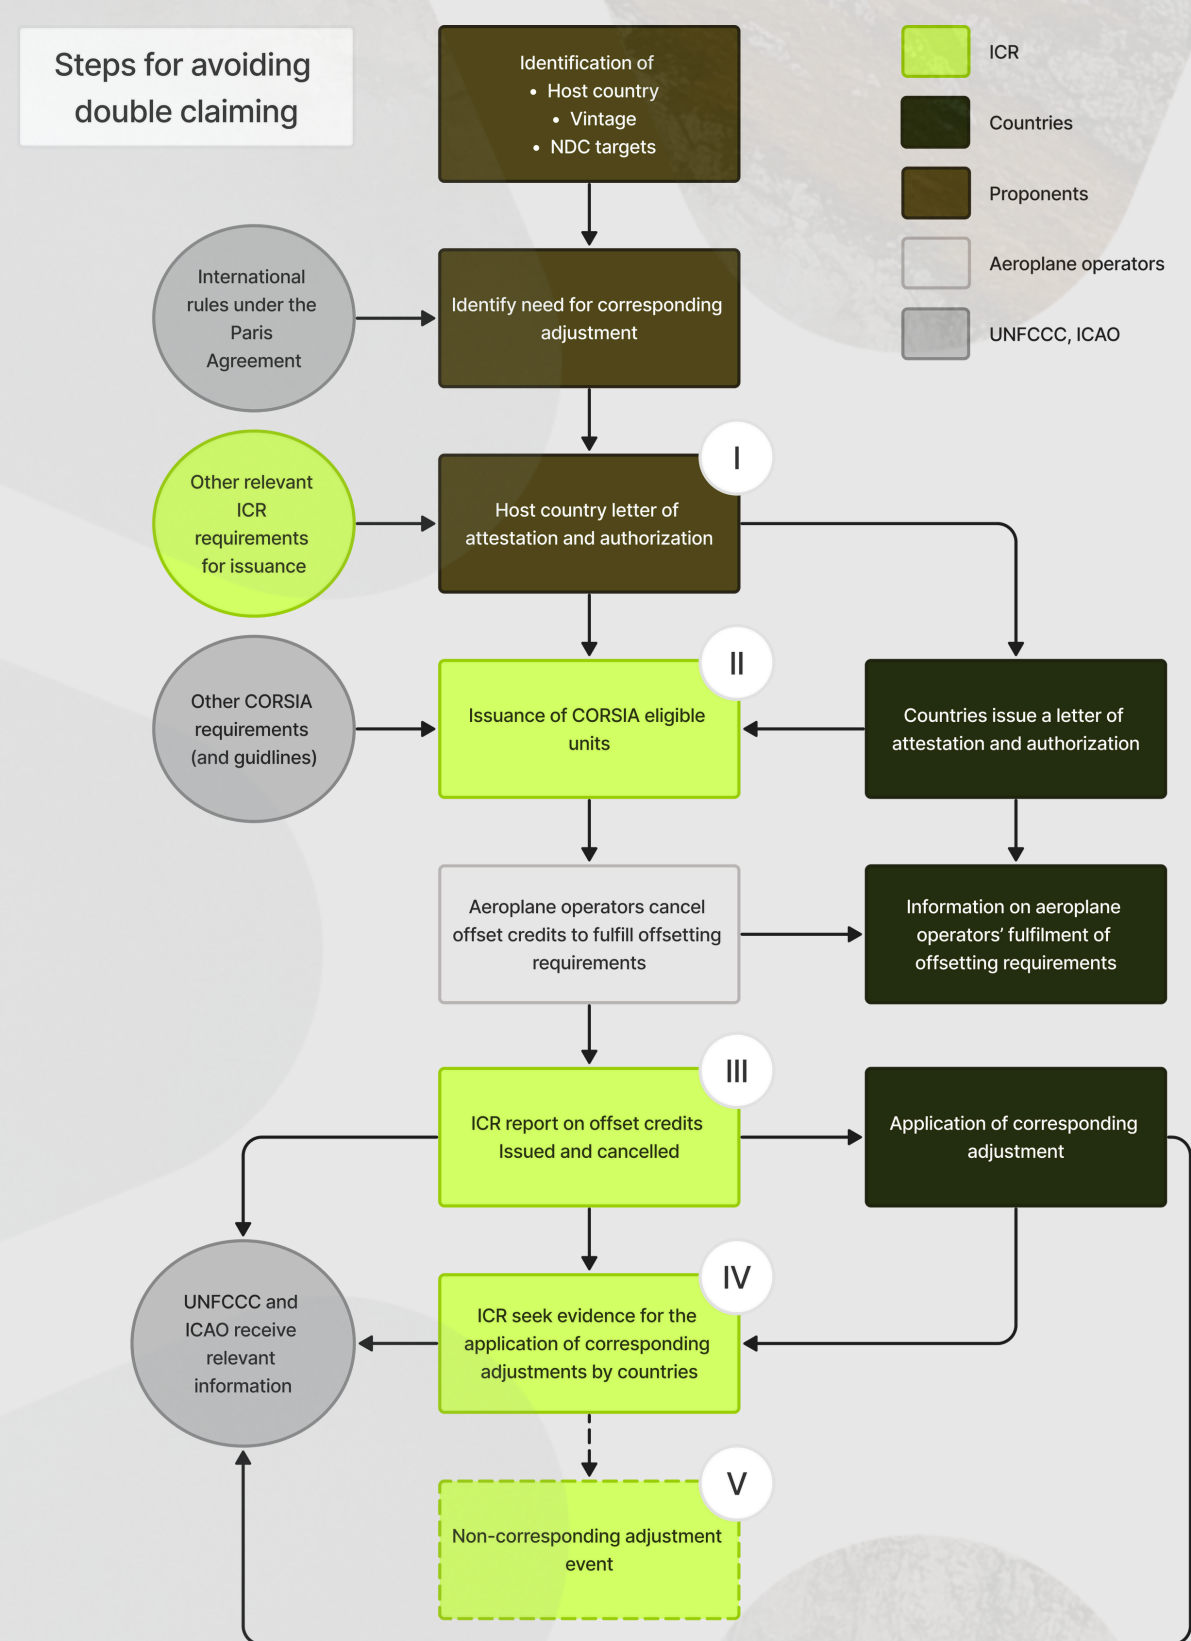 Steps for avoiding
double claiming
Identification of
• Host country
• Vintage
• NDC targets
ICR
Countries
Proponents
Aeroplane operators
UNFCCC, ICAO
International
rules under the
Paris
Agreement
Identify need for corresponding
adjustment
I
Other relevant
ICR
requirements
for issuance
Host country letter of
attestation and authorization
II
Other CORSIA
requirements
(and guidlines)
Issuance of CORSIA eligible
units
Countries issue a letter of
attestation and authorization
Aeroplane operators cancel
offset credits to fulfill offsetting
requirements
Information on aeroplane
operators’ fulfilment of
offsetting requirements
III
ICR report on offset credits
Issued and cancelled
Application of corresponding
adjustment
IV
UNFCCC and
ICAO receive
relevant
information
ICR seek evidence for the
application of corresponding
adjustments by countries
V
Non-corresponding adjustment
event